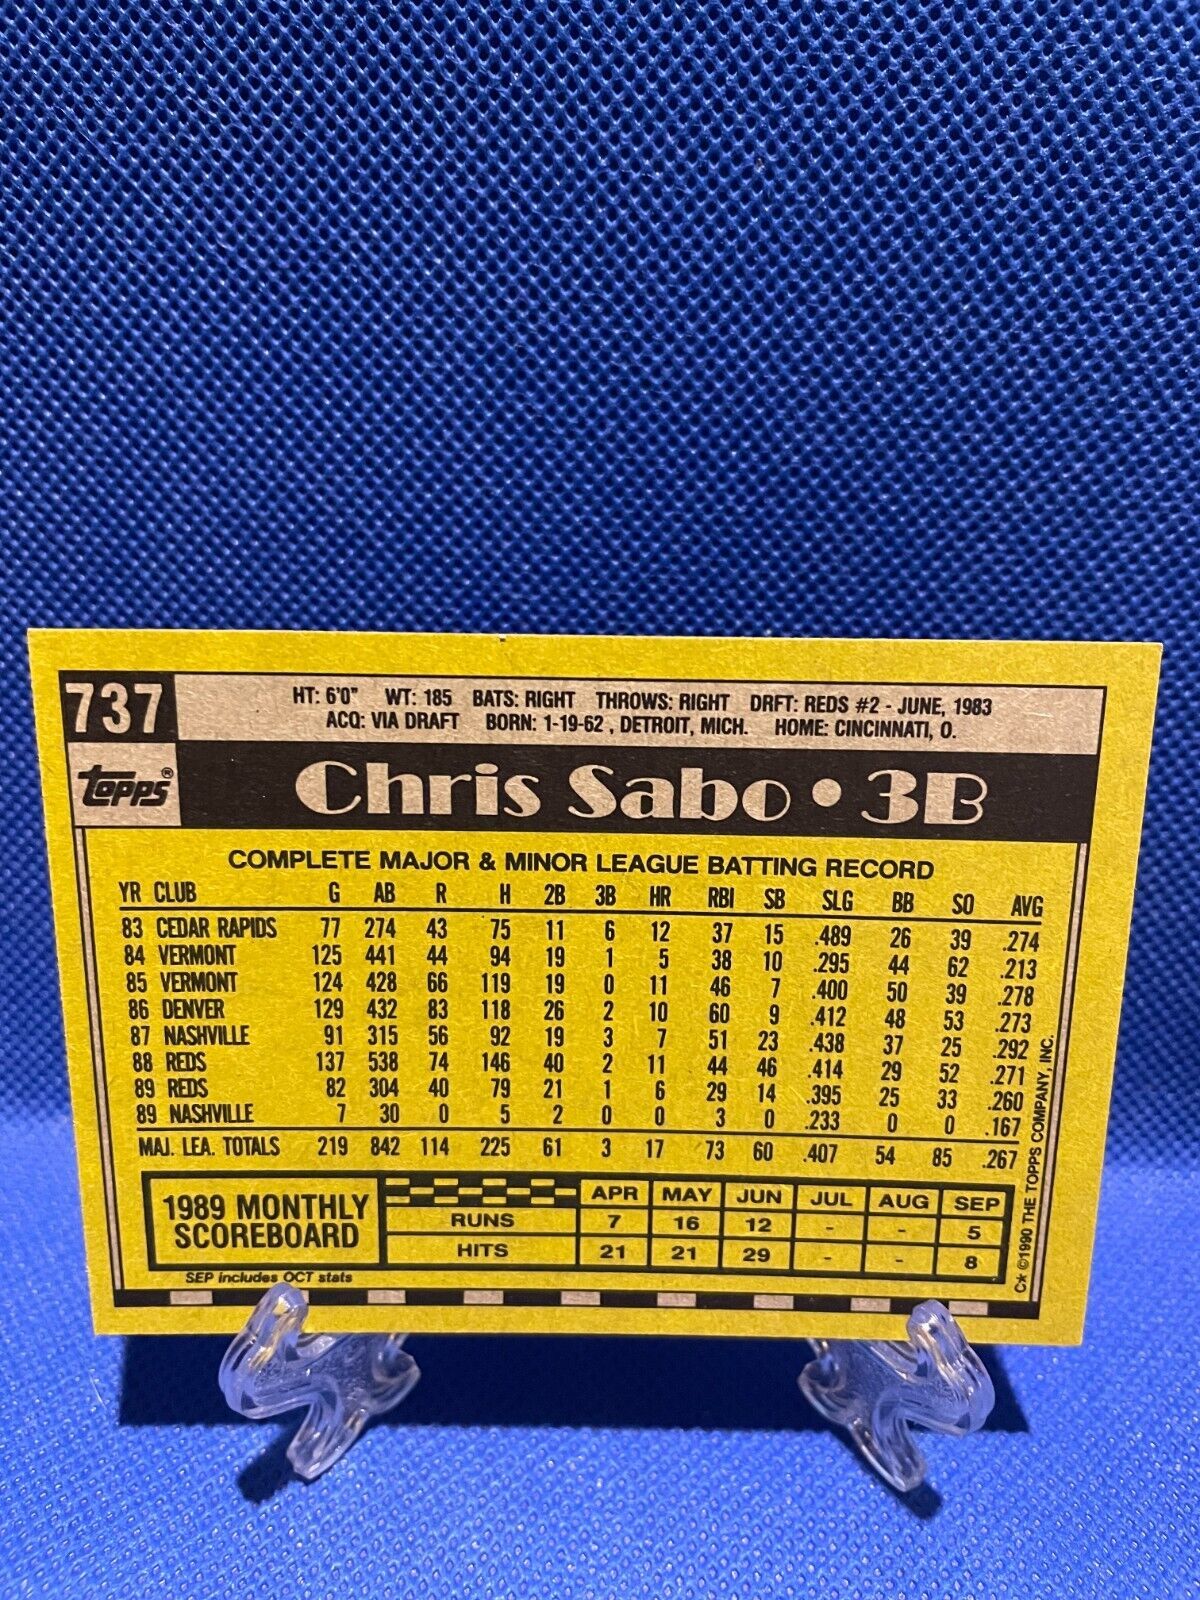 737
HT: 6'0" WT: 185 BATS: RIGHT THROWS: RIGHT DRFT: REDS #2 - JUNE, 1983
ACQ: VIA DRAFT BORN: 1-19-62 , DETROIT, MICH. HOME: CINCINNATI, O.
topps®
Chris Sabo • 3B
COMPLETE MAJOR & MINOR LEAGUE BATTING RECORD
YR CLUB G AB R H 2B 3B HR RBI SB SLG BB SO AVG
83 CEDAR RAPIDS 77 274 43 75 11 6 12 37 15 .489 26 39 .274
84 VERMONT 125 441 44 94 19 1 5 38 10 .295 44 62 .213
85 VERMONT 124 428 66 119 19 0 11 46 7 .400 50 39 .278
86 DENVER 129 432 83 118 26 2 10 60 9 .412 48 53 .273
87 NASHVILLE 91 315 56 92 19 3 7 51 23 .438 37 25 .292
88 REDS 137 538 74 146 40 2 11 44 46 .414 29 52 .271
89 REDS 82 304 40 79 21 1 6 29 14 .395 25 33 .260
89 NASHVILLE 7 30 0 5 2 0 0 3 0 .233 0 0 .167
MAJ. LEA. TOTALS 219 842 114 225 61 3 17 73 60 .407 54 85 .267
1989 MONTHLY
SCOREBOARD
APR MAY JUN JUL AUG SEP
RUNS 7 16 12 - - 5
HITS 21 21 29 - - 8
SEP includes OCT stats
C* ©1990 THE TOPPS COMPANY, INC.